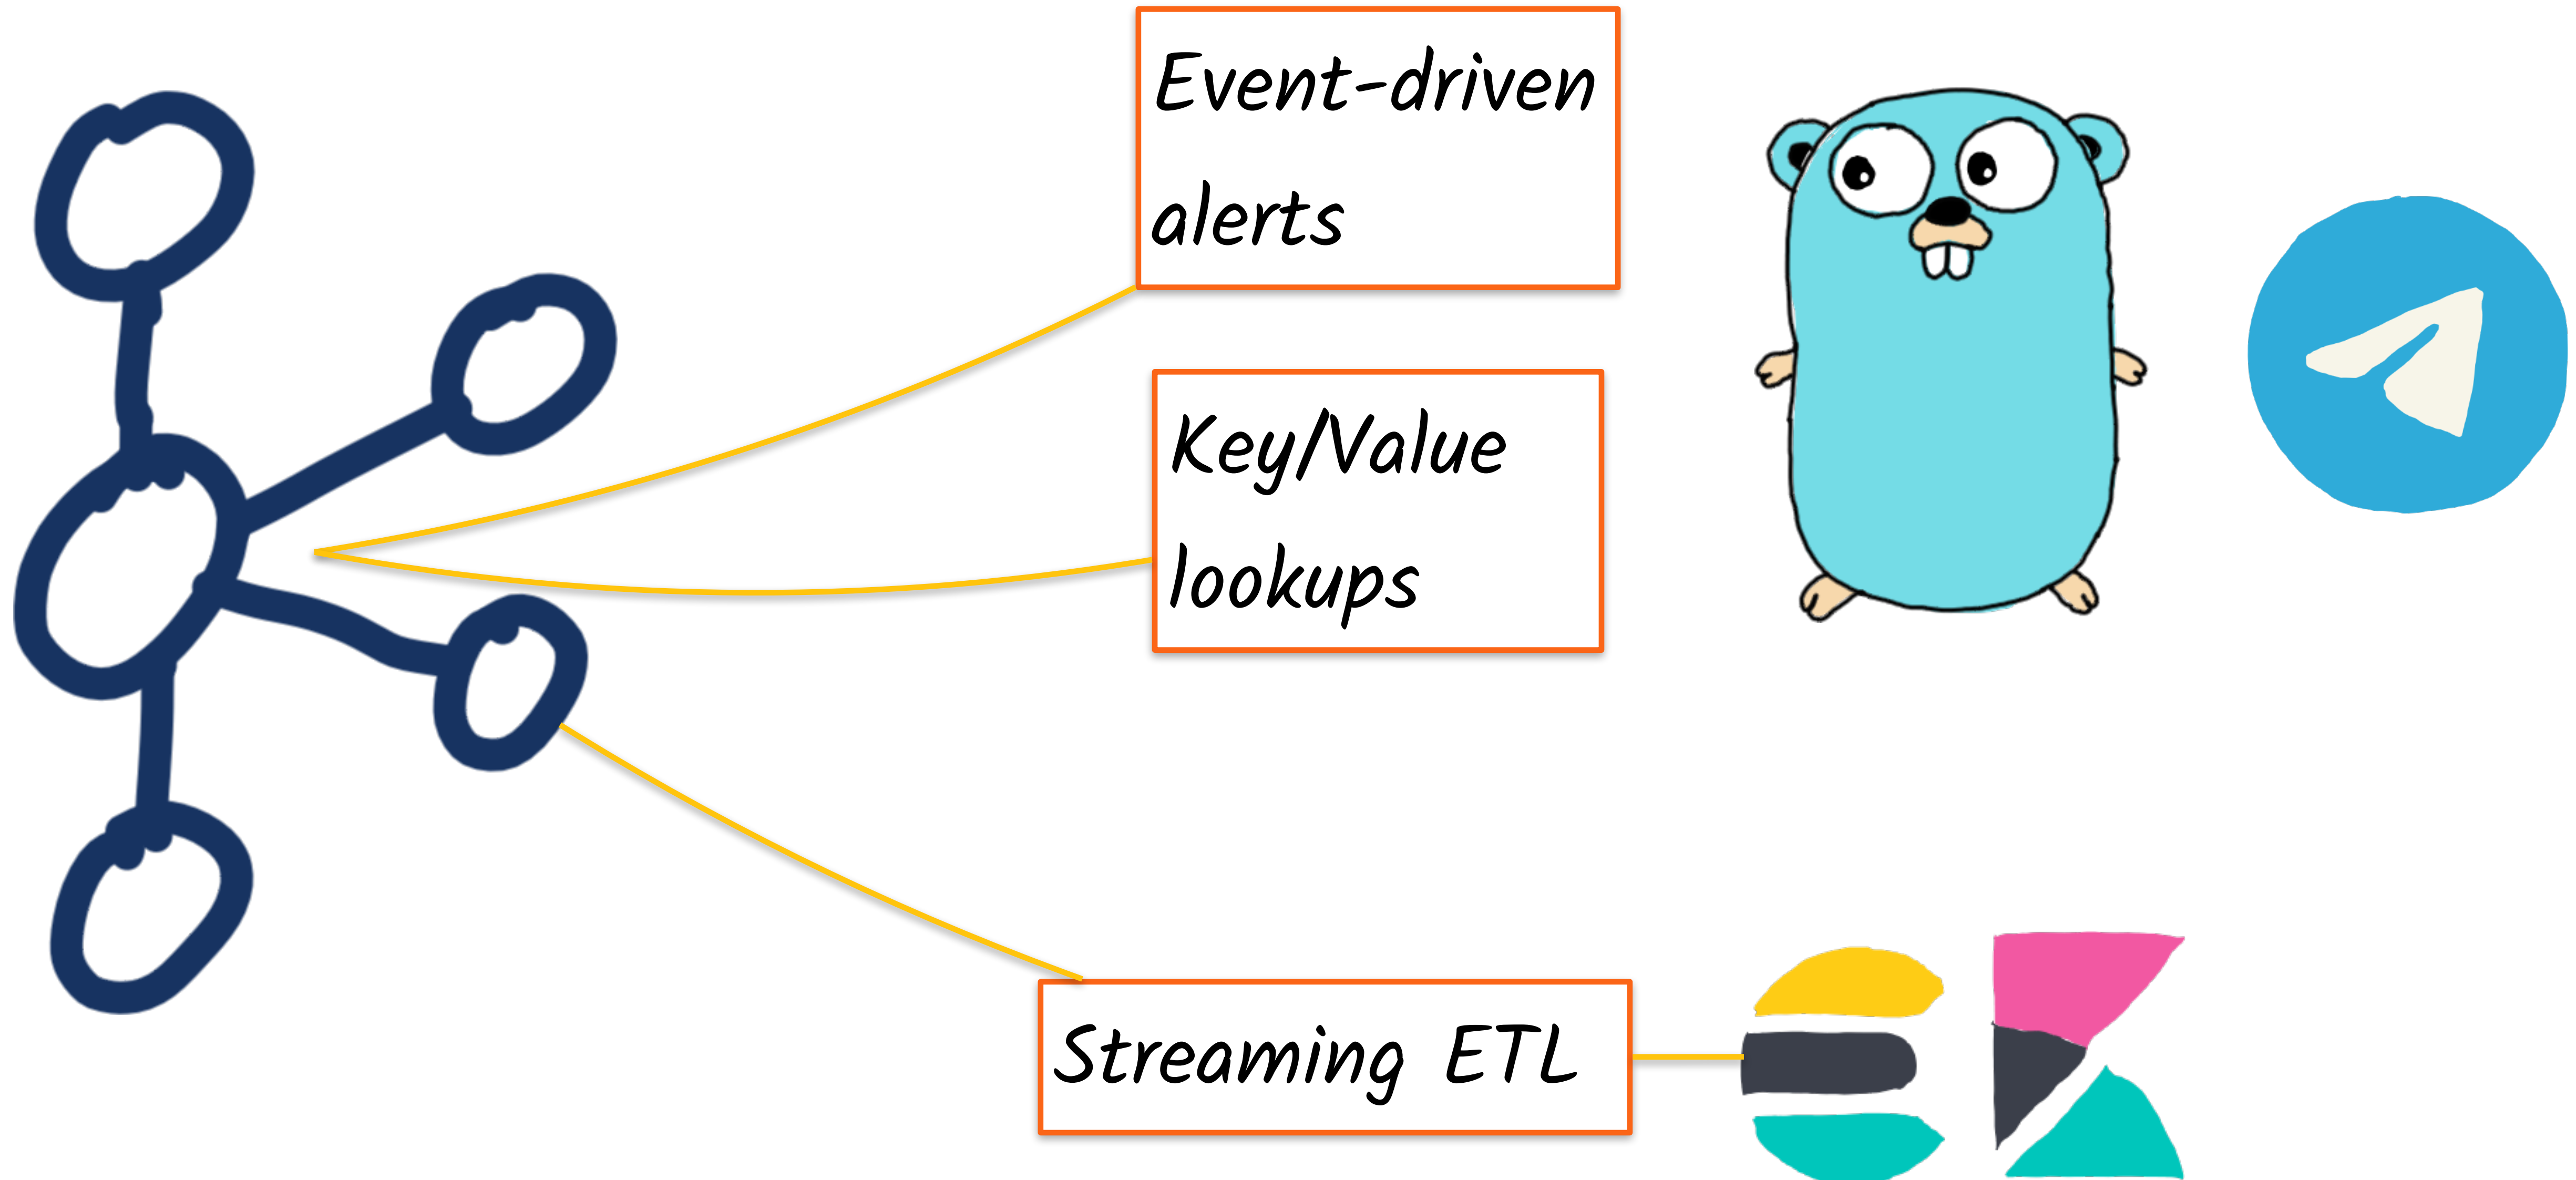 Event-driven
alerts
Key/Value
lookups
Streaming ETL